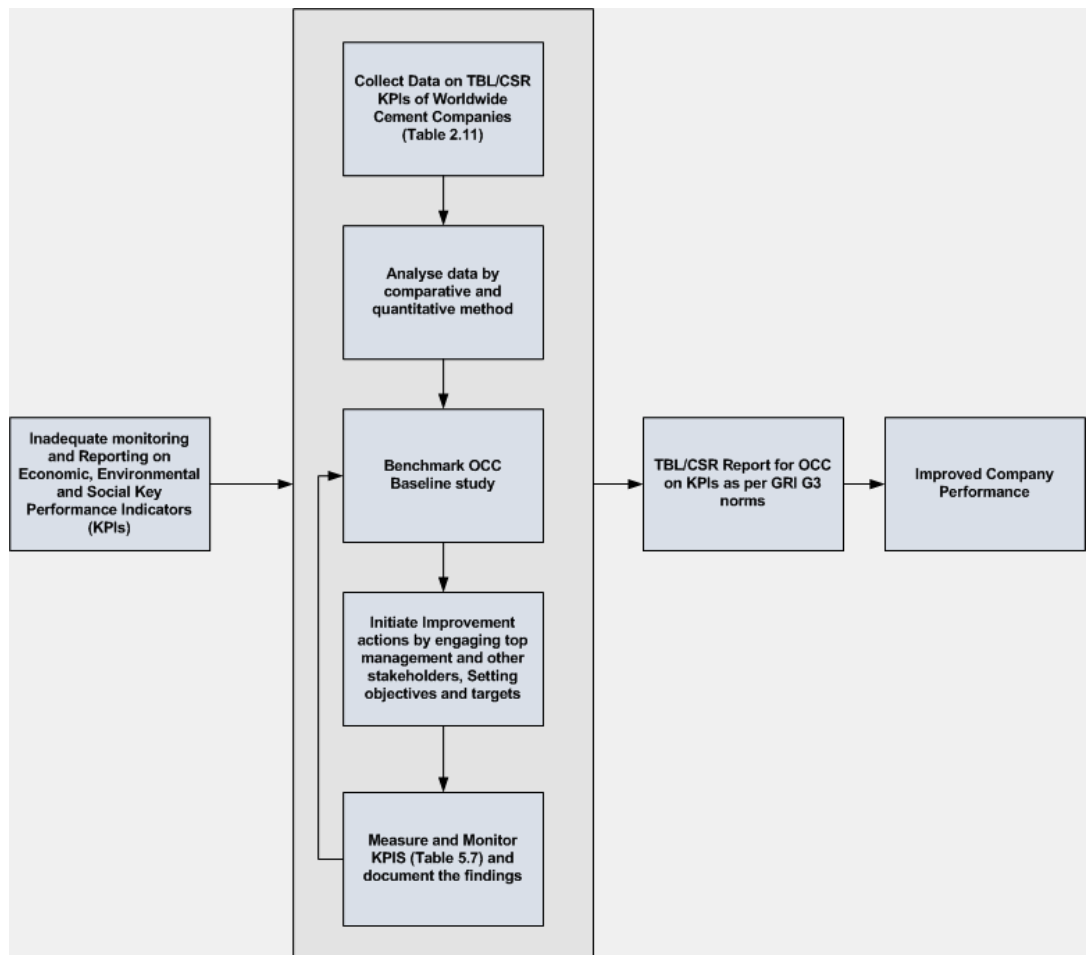 Collect Data on TBL/CSR
KPIs of Worldwide
Cement Companies
(Table 2.11)
Analyse data by
comparative and
quantitative method
Inadequate monitoring
and Reporting on
Economic, Environmental
and Social Key
Performance Indicators
(KPIs)
Benchmark OCC
Baseline study
TBL/CSR Report for OCC
on KPIs as per GRI G3
norms
Improved Company
Performance
Initiate Improvement
actions by engaging top
management and other
stakeholders, Setting
objectives and targets
Measure and Monitor
KPIS (Table 5.7) and
document the findings